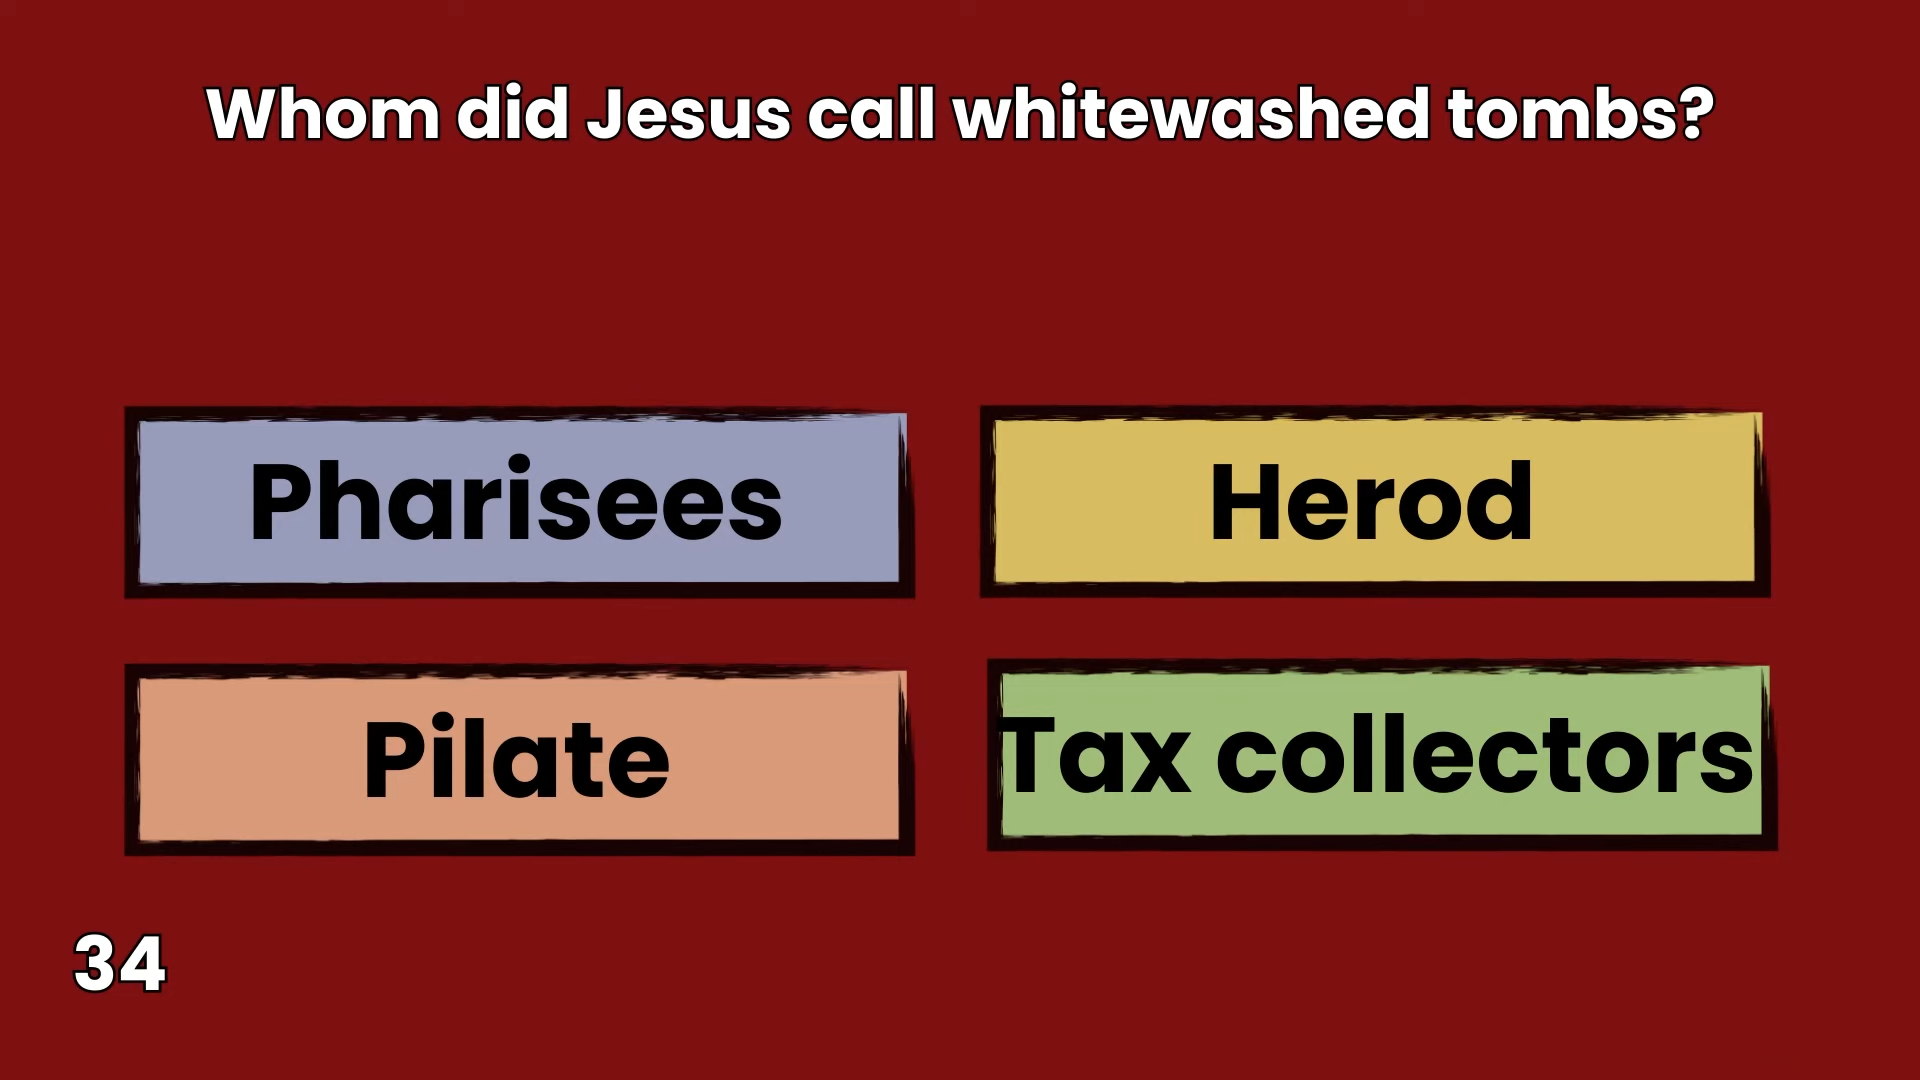 Whom did Jesus call whitewashed tombs?
Pharisees
Herod
Pilate
Tax collectors
34